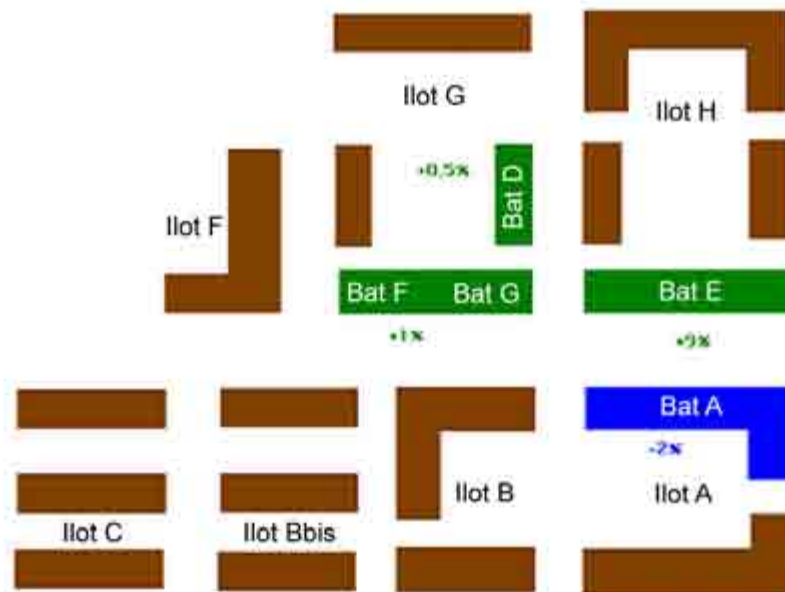 Ilot G
Ilot H
+0,5%
Bat D
Ilot F
Bat F
Bat G
Bat E
+1%
+9%
Bat A
-2%
Ilot B
Ilot A
Ilot C
Ilot Bbis